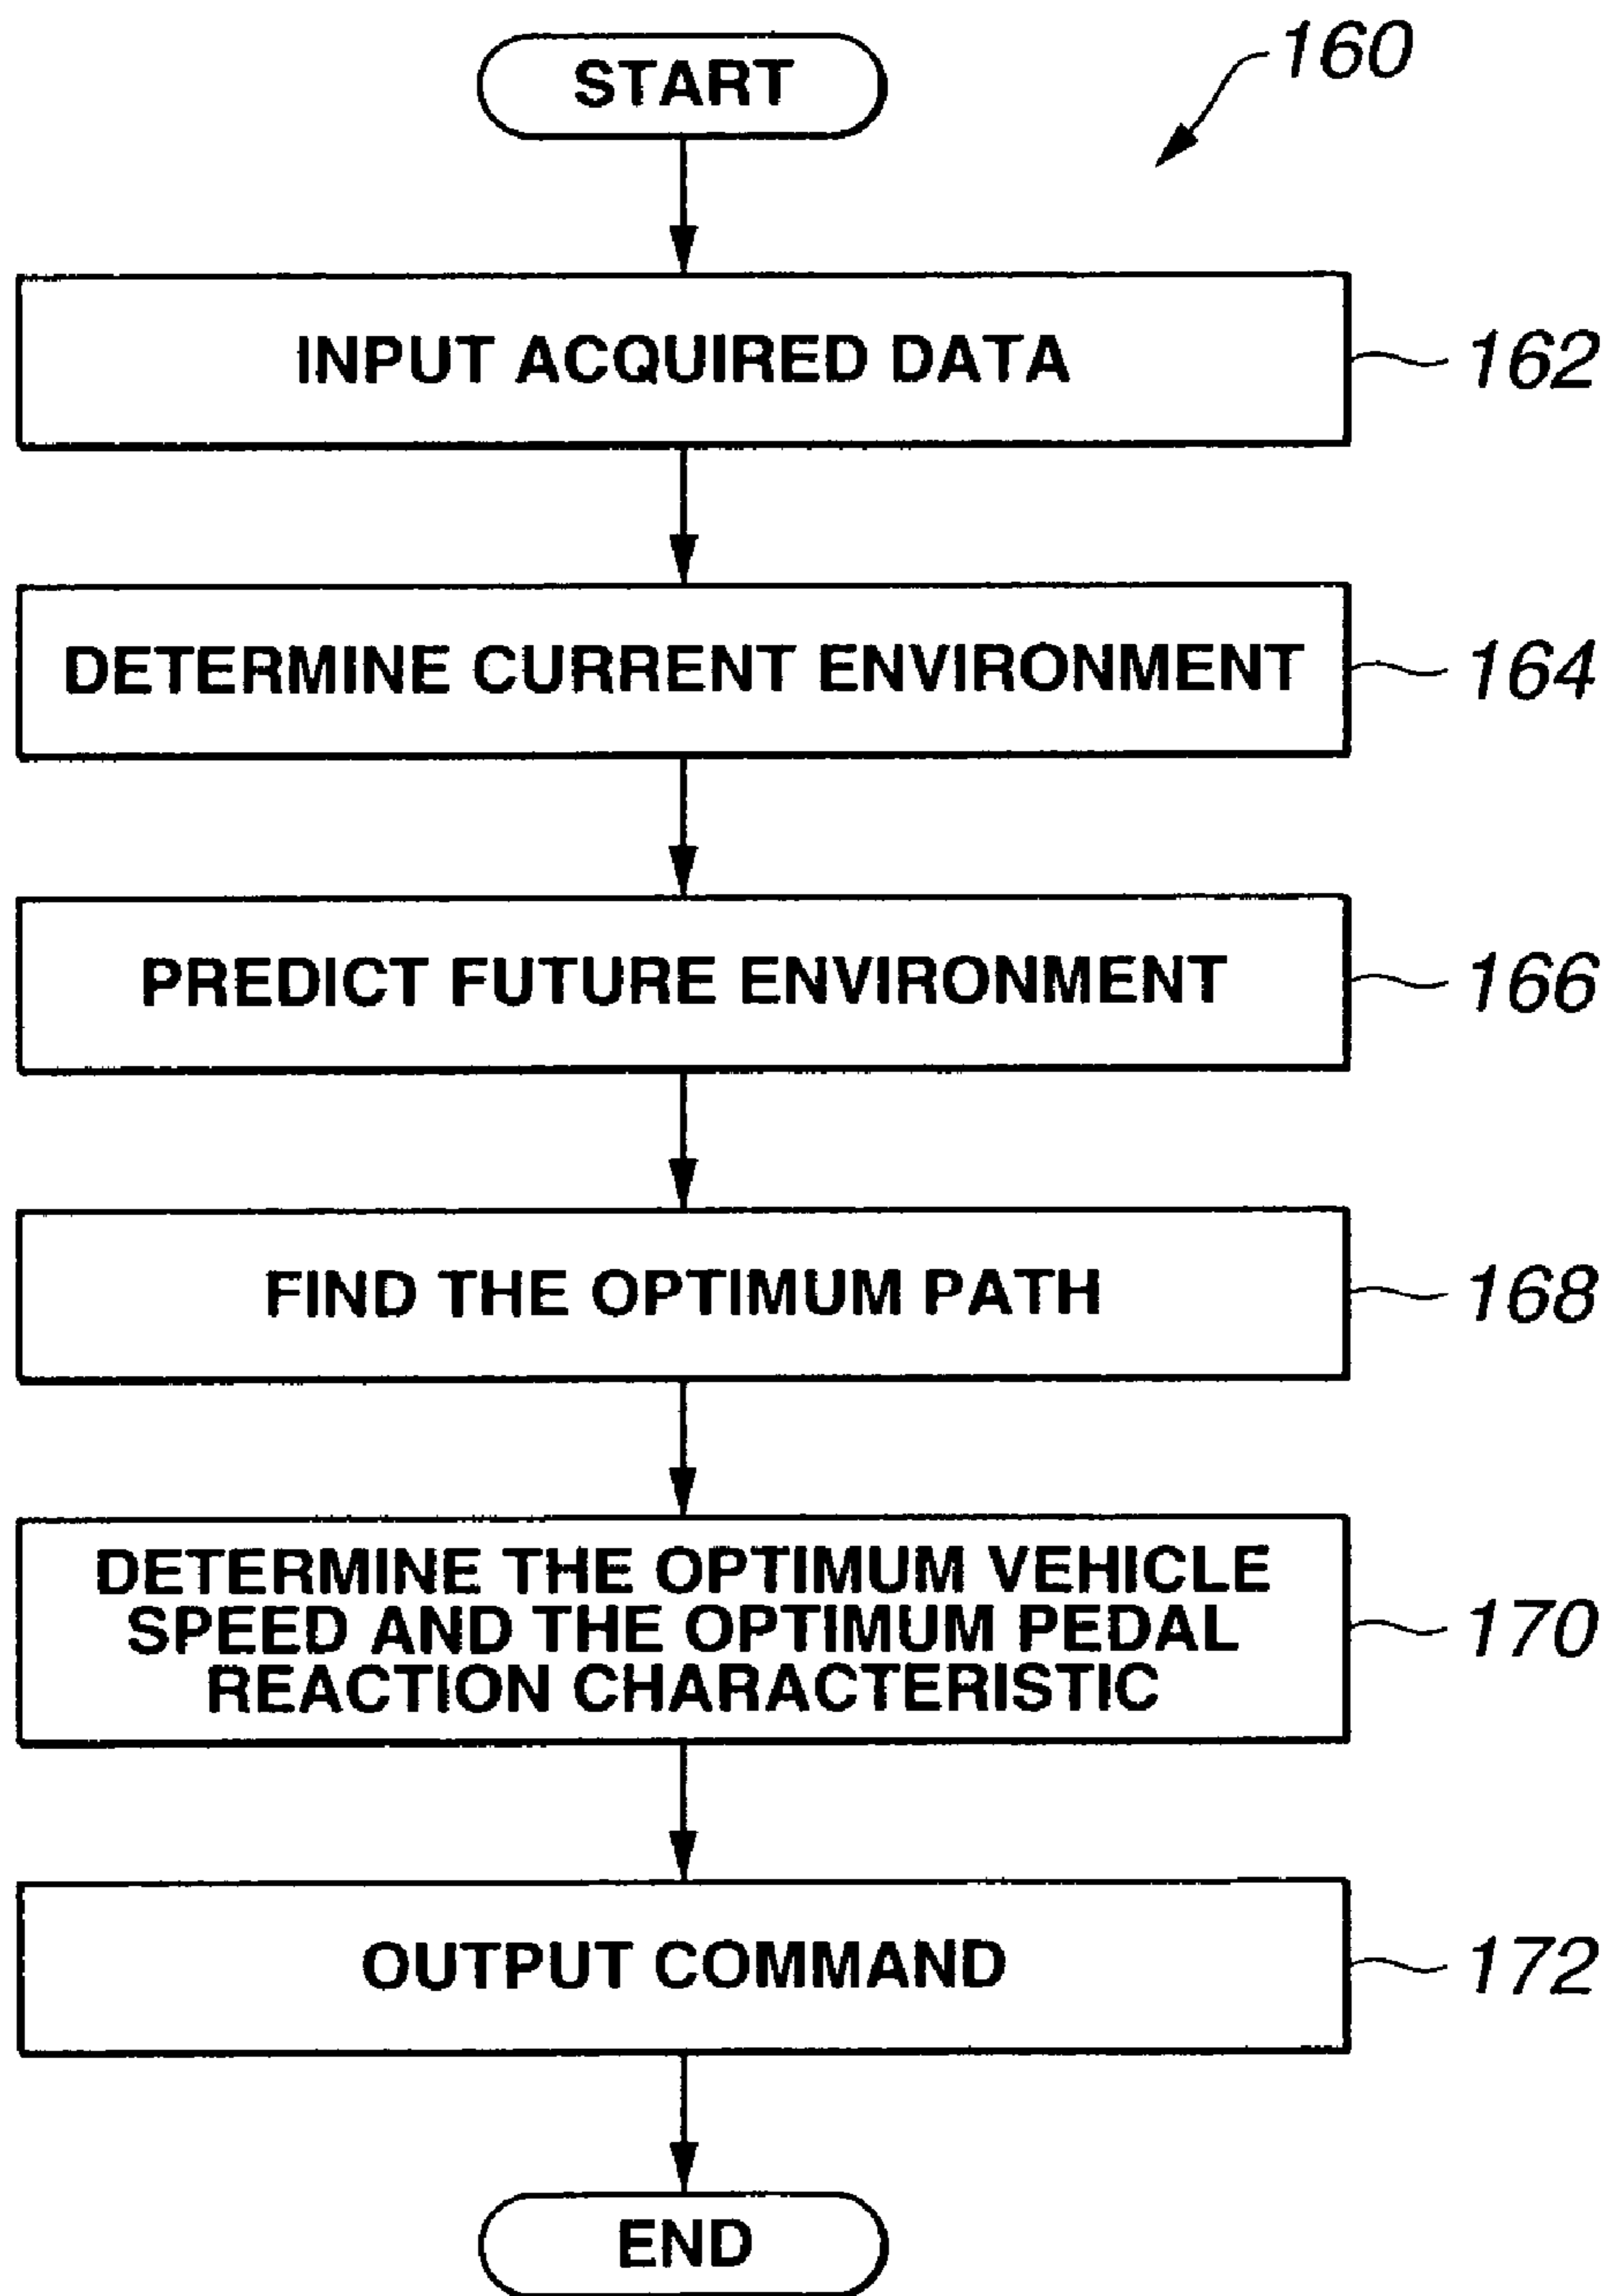 START
160
INPUT ACQUIRED DATA
162
DETERMINE CURRENT ENVIRONMENT
164
PREDICT FUTURE ENVIRONMENT
166
FIND THE OPTIMUM PATH
168
DETERMINE THE OPTIMUM VEHICLE
SPEED AND THE OPTIMUM PEDAL
REACTION CHARACTERISTIC
170
OUTPUT COMMAND
172
END